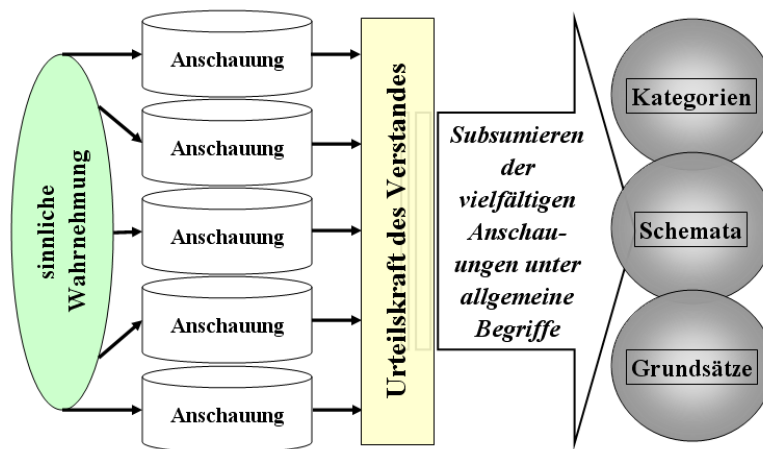 sinnliche
Wahrnehmung
Anschauung
Anschauung
Anschauung
Anschauung
Anschauung
Urteilskraft des Verstandes
Subsumieren
der
vielfältigen
Anschau-
ungen unter
allgemeine
Begriffe
Kategorien
Schemata
Grundsätze